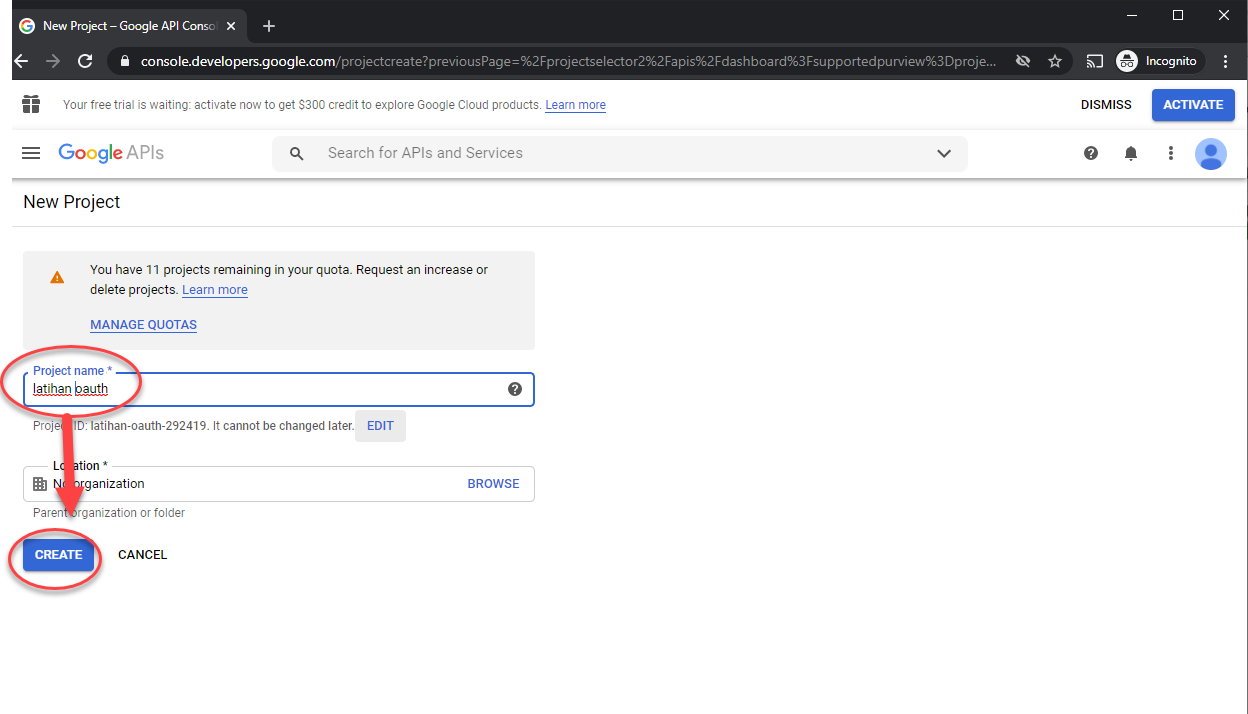 New Project – Google API Conso
console.developers.google.com/projectcreate?previousPage=%2Fprojectselector2%2Fapis%2Fdashboard%3Fsupportedpurview%3Dproje...
Incognito
Your free trial is waiting: activate now to get $300 credit to explore Google Cloud products. Learn more
DISMISS
ACTIVATE
Google APIs
Search for APIs and Services
New Project
You have 11 projects remaining in your quota. Request an increase or
delete projects. Learn more
MANAGE QUOTAS
Project name *
latihan oauth
Project ID: latihan-oauth-292419. It cannot be changed later. EDIT
Location *
No organization
BROWSE
Parent organization or folder
CREATE
CANCEL